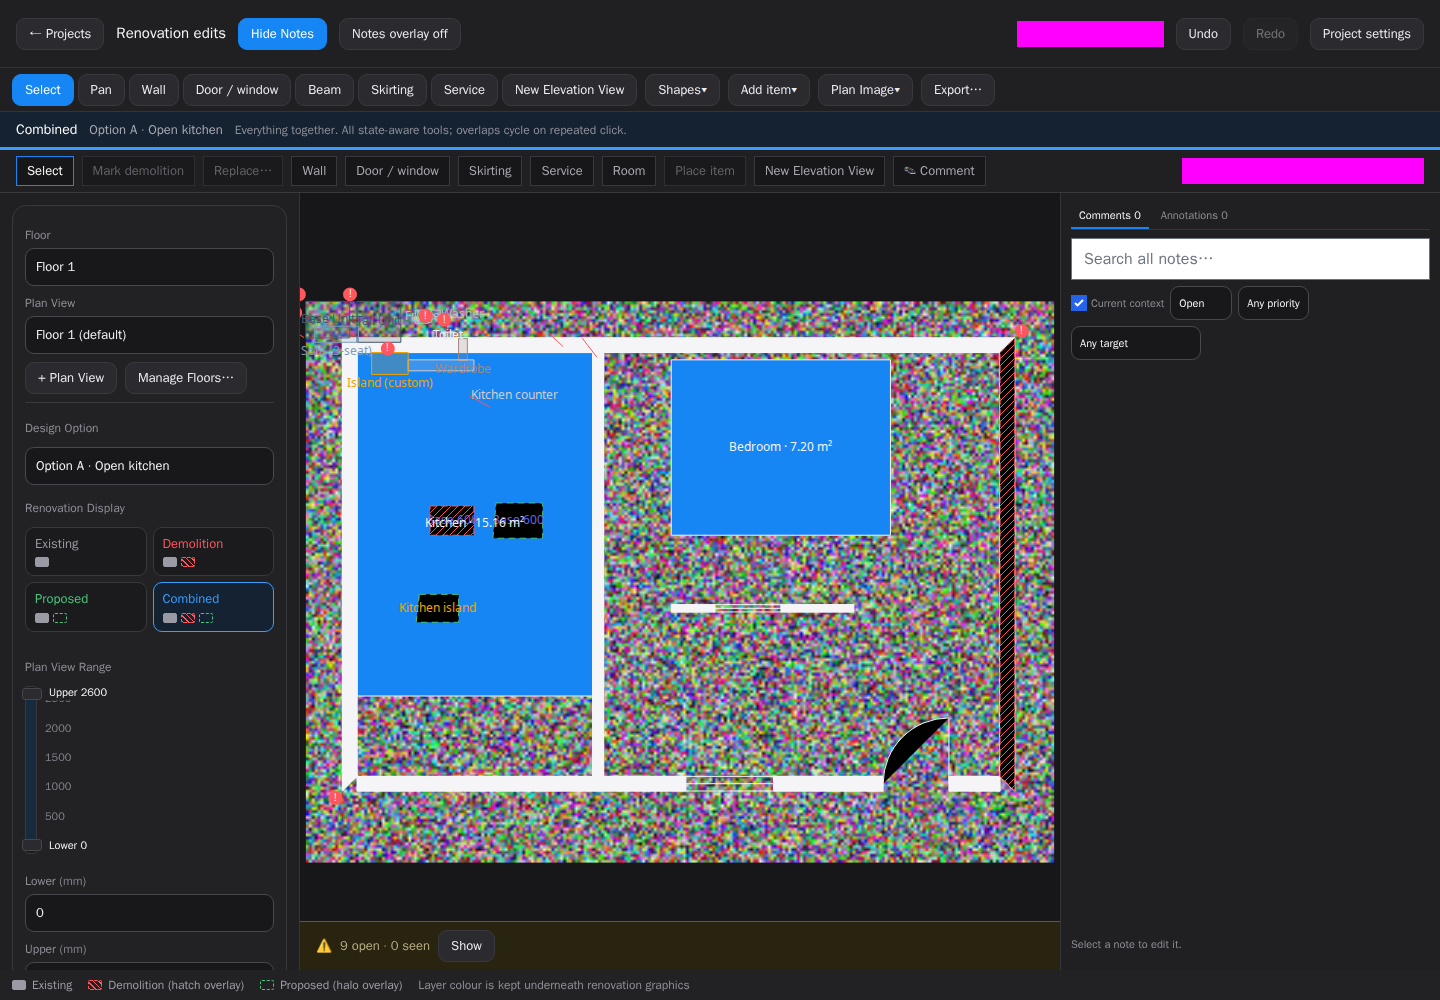 ← Projects
Renovation edits
Hide Notes
Notes overlay off
Undo
Redo
Project settings
Select
Pan
Wall
Door / window
Beam
Skirting
Service
New Elevation View
Shapes▾
Add item▾
Plan Image▾
Export⋯
Combined
Option A · Open kitchen
Everything together. All state-aware tools; overlaps cycle on repeated click.
Select
Mark demolition
Replace⋯
Wall
Door / window
Skirting
Service
Room
Place item
New Elevation View
✎ Comment
Floor
Floor 1
Plan View
Floor 1 (default)
+ Plan View
Manage Floors⋯
Design Option
Option A · Open kitchen
Renovation Display
Existing
Demolition
Proposed
Combined
Plan View Range
Upper 2600
2000
1500
1000
500
Lower 0
Lower (mm)
0
Upper (mm)
Toilet
Wardrobe
Island (custom)
Kitchen counter
Bedroom · 7.20 m²
Kitchen · 15.16 m²
Kitchen island
⚠ 9 open · 0 seen
Show
Comments 0
Annotations 0
Search all notes⋯
Current context
Open
Any priority
Any target
Select a note to edit it.
Existing
Demolition (hatch overlay)
Proposed (halo overlay)
Layer colour is kept underneath renovation graphics